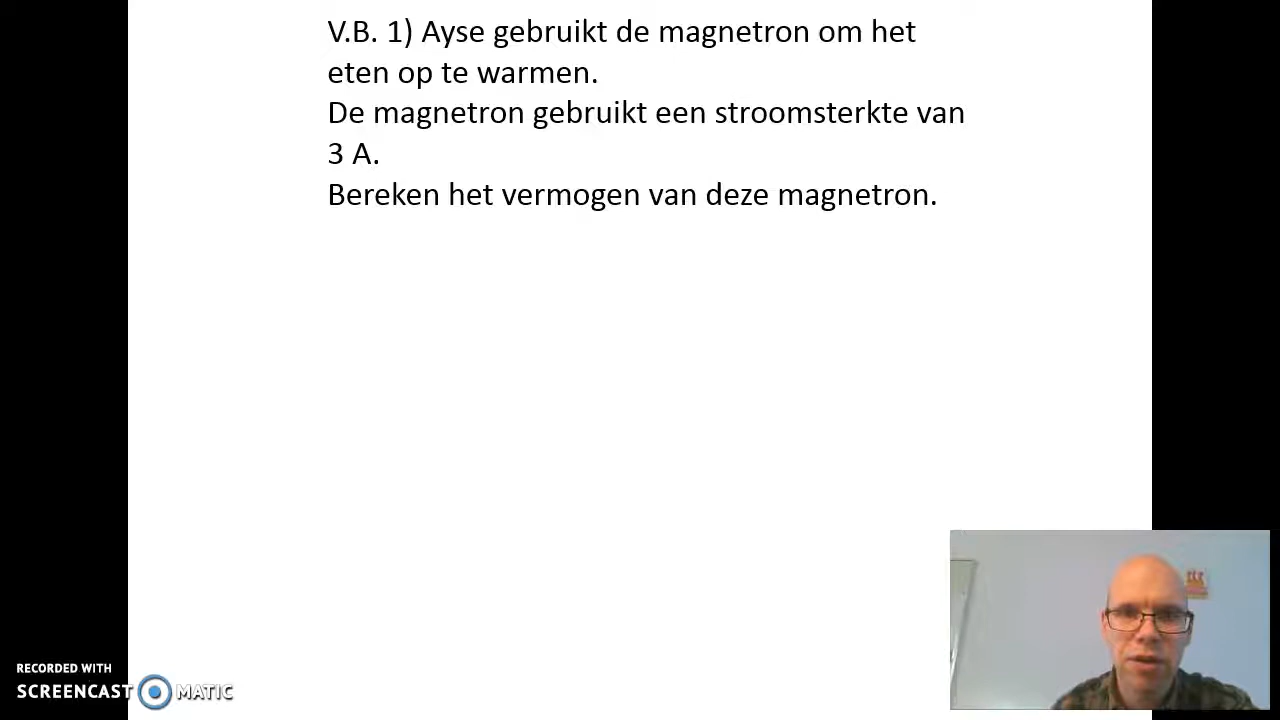 V.B. 1) Ayse gebruikt de magnetron om het
eten op te warmen.
De magnetron gebruikt een stroomsterkte van
3 A.
Bereken het vermogen van deze magnetron.
RECORDED WITH
SCREENCAST MATIC